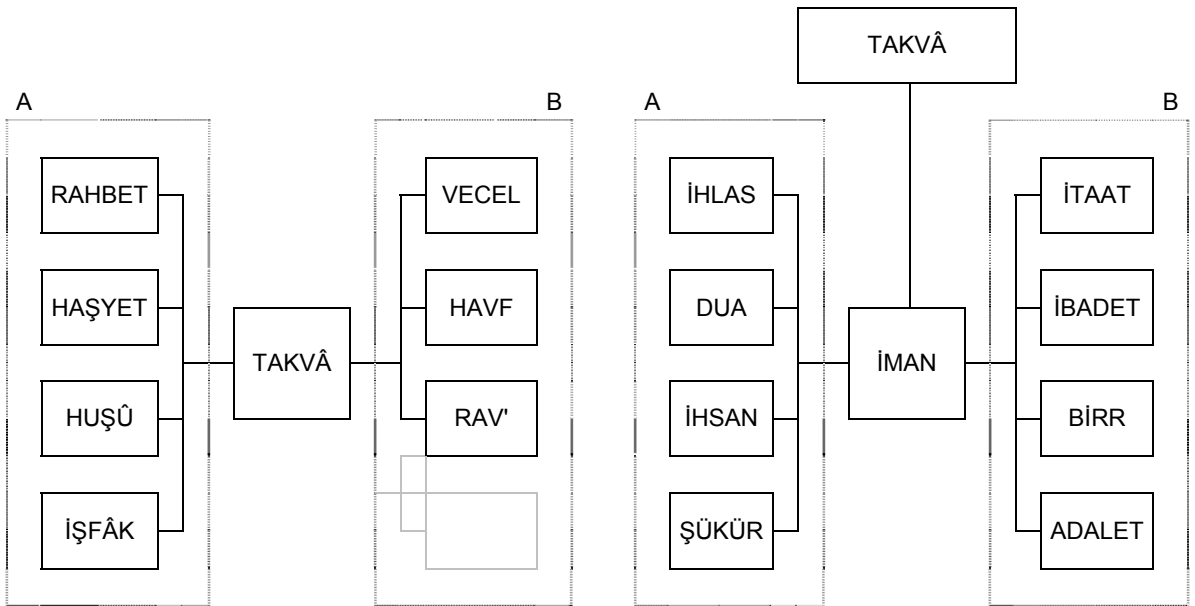 TAKVÂ
A
B
A
B
RAHBET
HAŞYET
HUŞÛ
İŞFÂK
TAKVÂ
VECEL
HAVF
RAV'
İHLAS
DUA
İHSAN
ŞÜKÜR
İMAN
İTAAT
İBADET
BİRR
ADALET